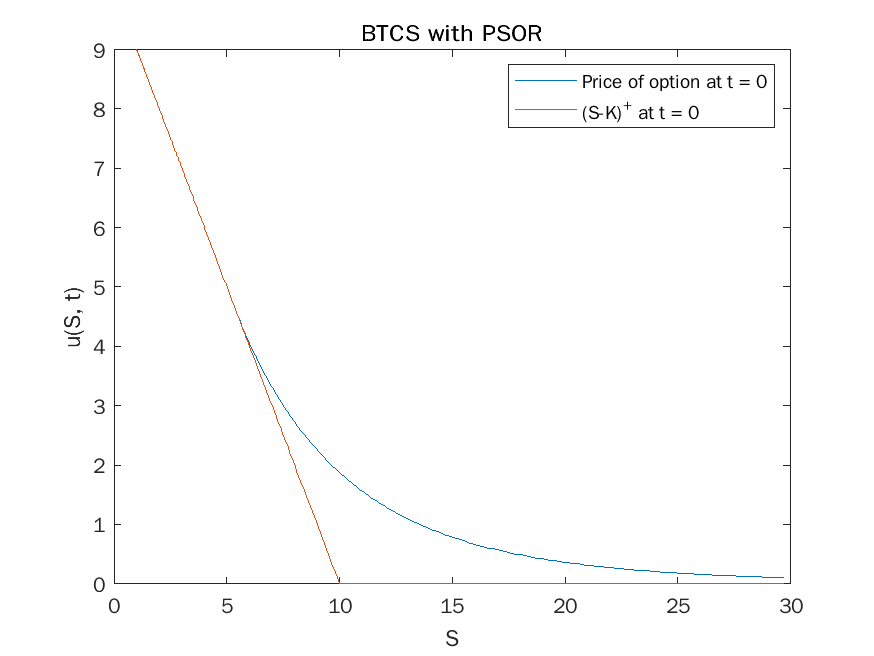 BTCS with PSOR
Price of option at t = 0
(S-K)⁺ at t = 0
u(S, t)
9
8
7
6
5
4
3
2
1
0
0 5 10 15 20 25 30
S